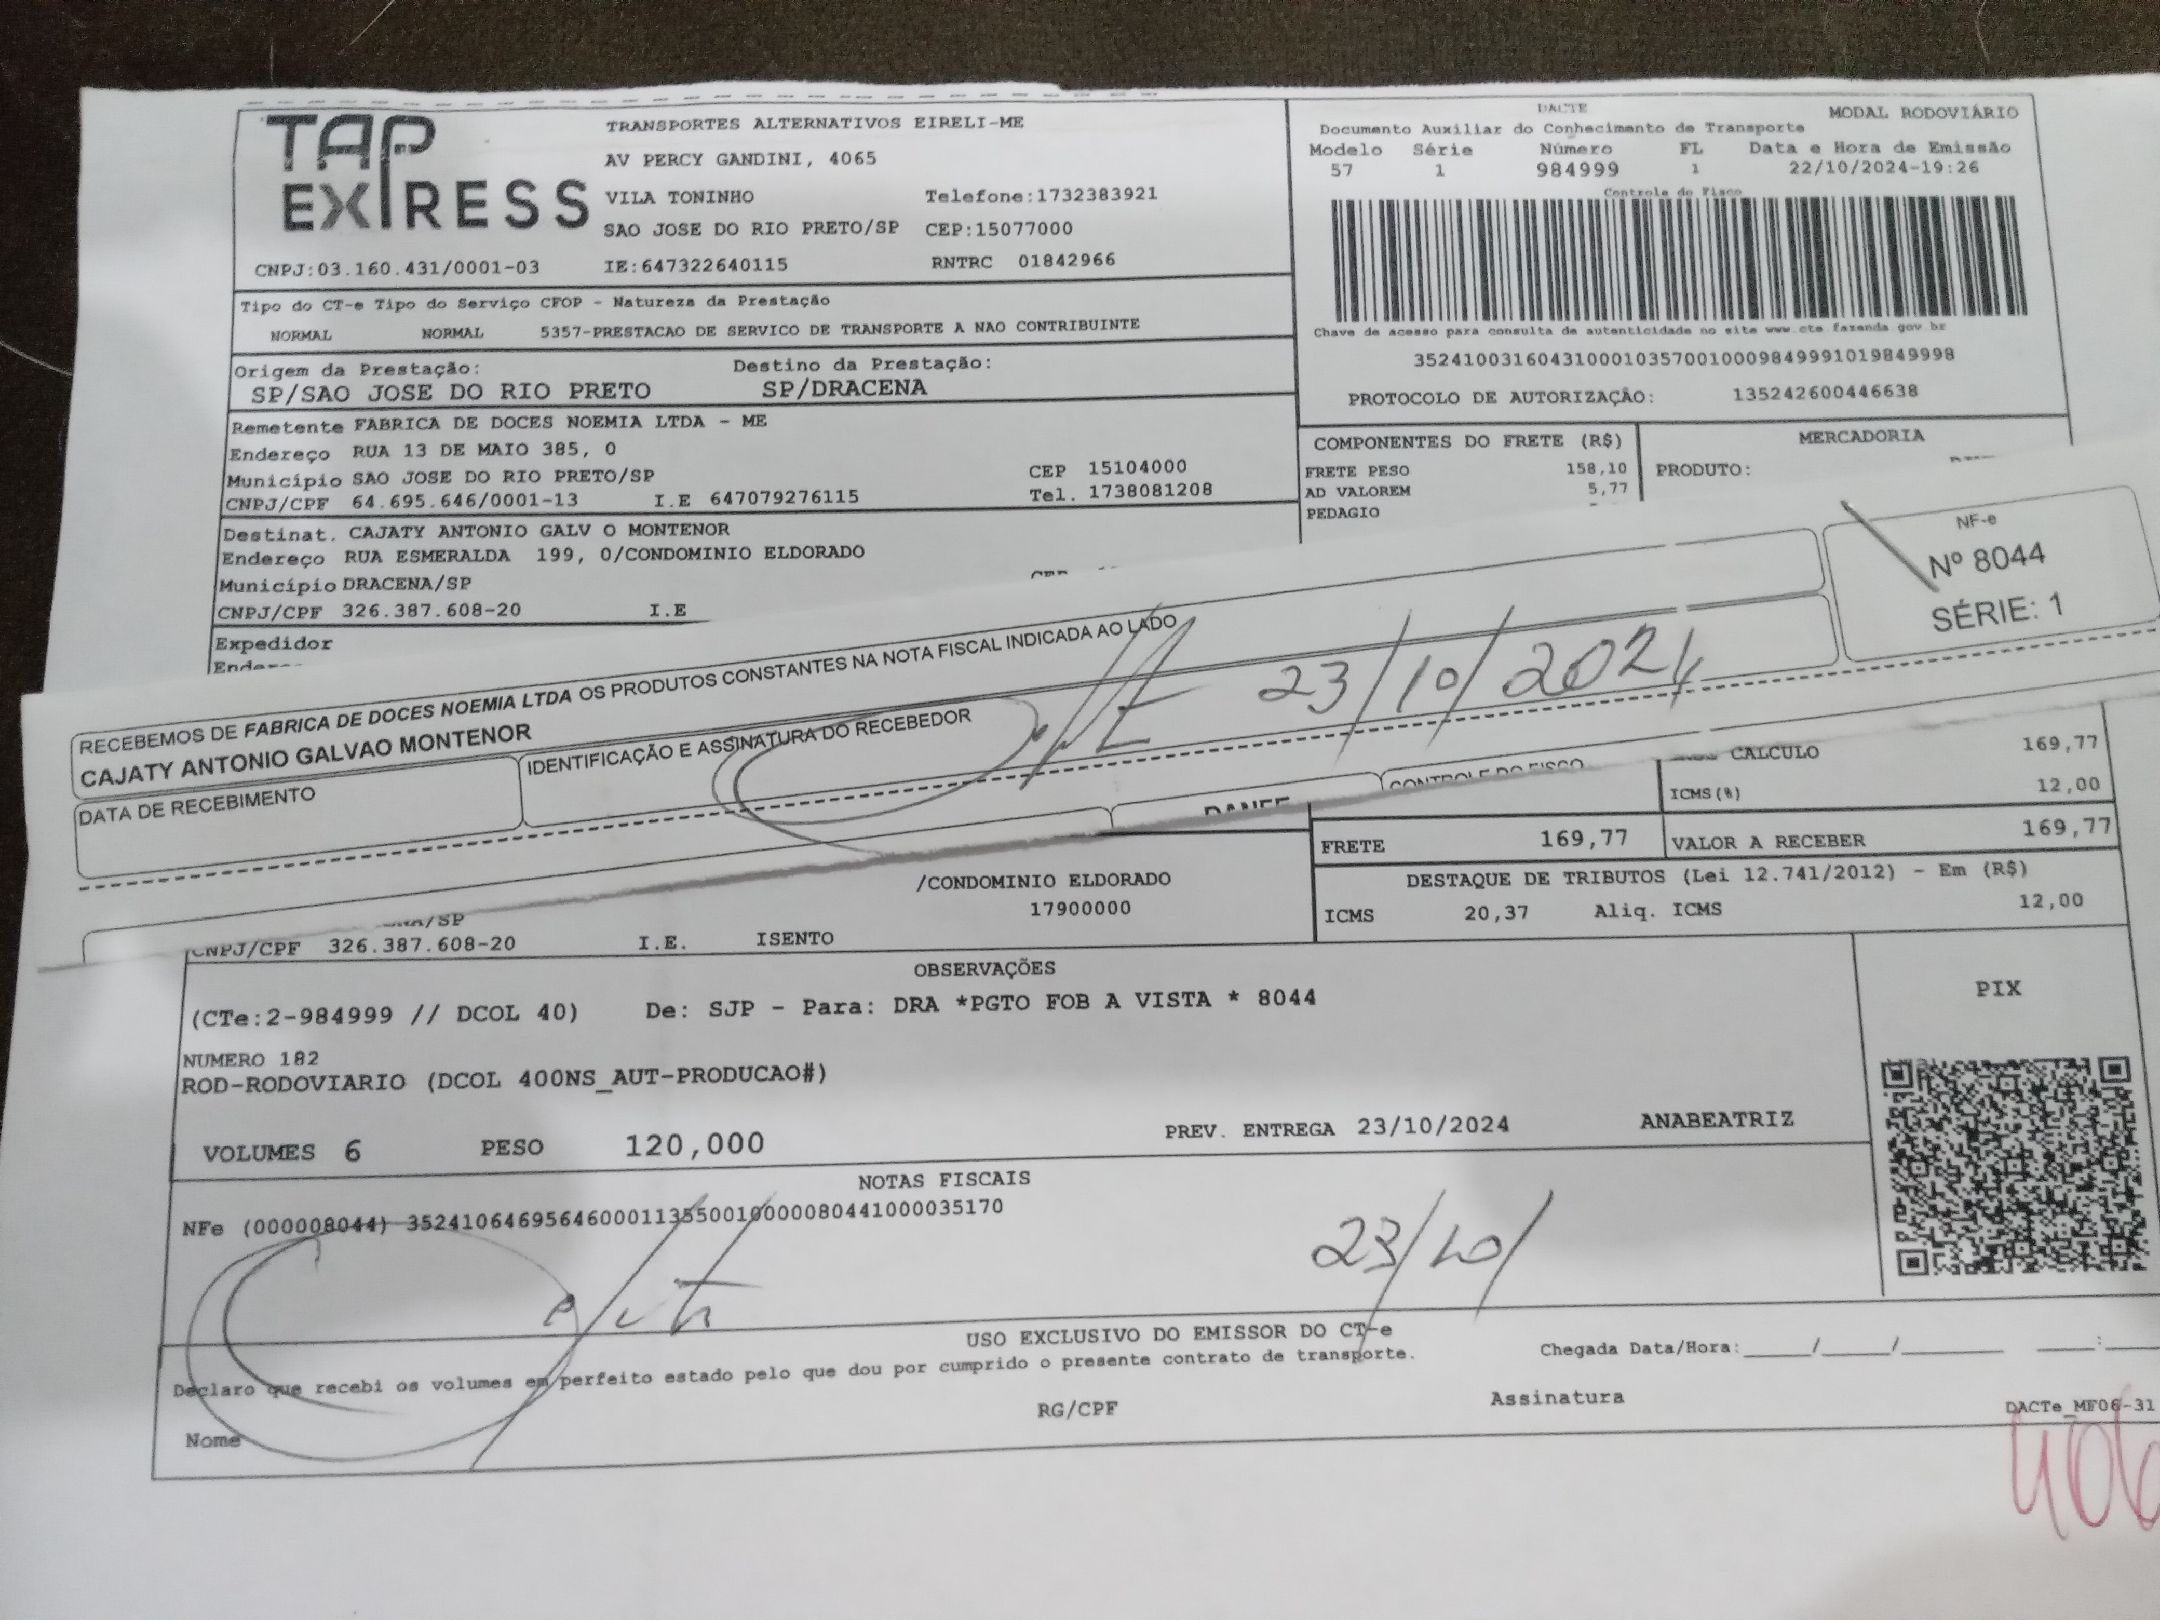 TAP EXPRESS
TRANSPORTES ALTERNATIVOS EIRELI-ME
AV PERCY GANDINI, 4065
VILA TONINHO Telefone:1732383921
SAO JOSE DO RIO PRETO/SP CEP:15077000
CNPJ:03.160.431/0001-03 IE:647322640115 RNTRC 01842966
DACTE MODAL RODOVIÁRIO
Documento Auxiliar do Conhecimento de Transporte
Modelo Série Número FL Data e Hora de Emissão
57 1 984999 1 22/10/2024-19:26
Controle do Fisco
Chave de acesso para consulta de autenticidade no site www.cte.fazenda.gov.br
35241003160431000103570010009849991019849998
PROTOCOLO DE AUTORIZAÇÃO: 135242600446638
Tipo do CT-e Tipo do Serviço CFOP - Natureza da Prestação
NORMAL NORMAL 5357-PRESTACAO DE SERVICO DE TRANSPORTE A NAO CONTRIBUINTE
Origem da Prestação: Destino da Prestação:
SP/SAO JOSE DO RIO PRETO SP/DRACENA
Remetente FABRICA DE DOCES NOEMIA LTDA - ME
Endereço RUA 13 DE MAIO 385, 0
Município SAO JOSE DO RIO PRETO/SP CEP 15104000
CNPJ/CPF 64.695.646/0001-13 I.E 647079276115 Tel. 1738081208
COMPONENTES DO FRETE (R$)
FRETE PESO 158,10
AD VALOREM 5,77
PEDAGIO
MERCADORIA
PRODUTO:
Destinat. CAJATY ANTONIO GALV O MONTENOR
Endereço RUA ESMERALDA 199, 0/CONDOMINIO ELDORADO
Município DRACENA/SP
CNPJ/CPF 326.387.608-20 I.E
Expedidor
NF-e
Nº 8044
SÉRIE: 1
RECEBEMOS DE FABRICA DE DOCES NOEMIA LTDA OS PRODUTOS CONSTANTES NA NOTA FISCAL INDICADA AO LADO
CAJATY ANTONIO GALVAO MONTENOR
DATA DE RECEBIMENTO
IDENTIFICAÇÃO E ASSINATURA DO RECEBEDOR
23/10/2024
DANFE
CONTROLE DO FISCO
CALCULO 169,77
ICMS(%) 12,00
FRETE 169,77 VALOR A RECEBER 169,77
DESTAQUE DE TRIBUTOS (Lei 12.741/2012) - Em (R$)
ICMS 20,37 Aliq. ICMS 12,00
/CONDOMINIO ELDORADO
17900000
/SP
CNPJ/CPF 326.387.608-20 I.E. ISENTO
OBSERVAÇÕES
(CTe:2-984999 // DCOL 40) De: SJP - Para: DRA *PGTO FOB A VISTA * 8044
NUMERO 182
ROD-RODOVIARIO (DCOL 400NS_AUT-PRODUCAO#)
VOLUMES 6 PESO 120,000 PREV. ENTREGA 23/10/2024 ANABEATRIZ
PIX
NOTAS FISCAIS
NFe (000008044) 35241064695646000113550010000080441000035170
23/10/
USO EXCLUSIVO DO EMISSOR DO CT-e
Declaro que recebi os volumes em perfeito estado pelo que dou por cumprido o presente contrato de transporte.
Chegada Data/Hora:_____/_____/_______ ____:____
Nome RG/CPF Assinatura
DACTe_MF06-31